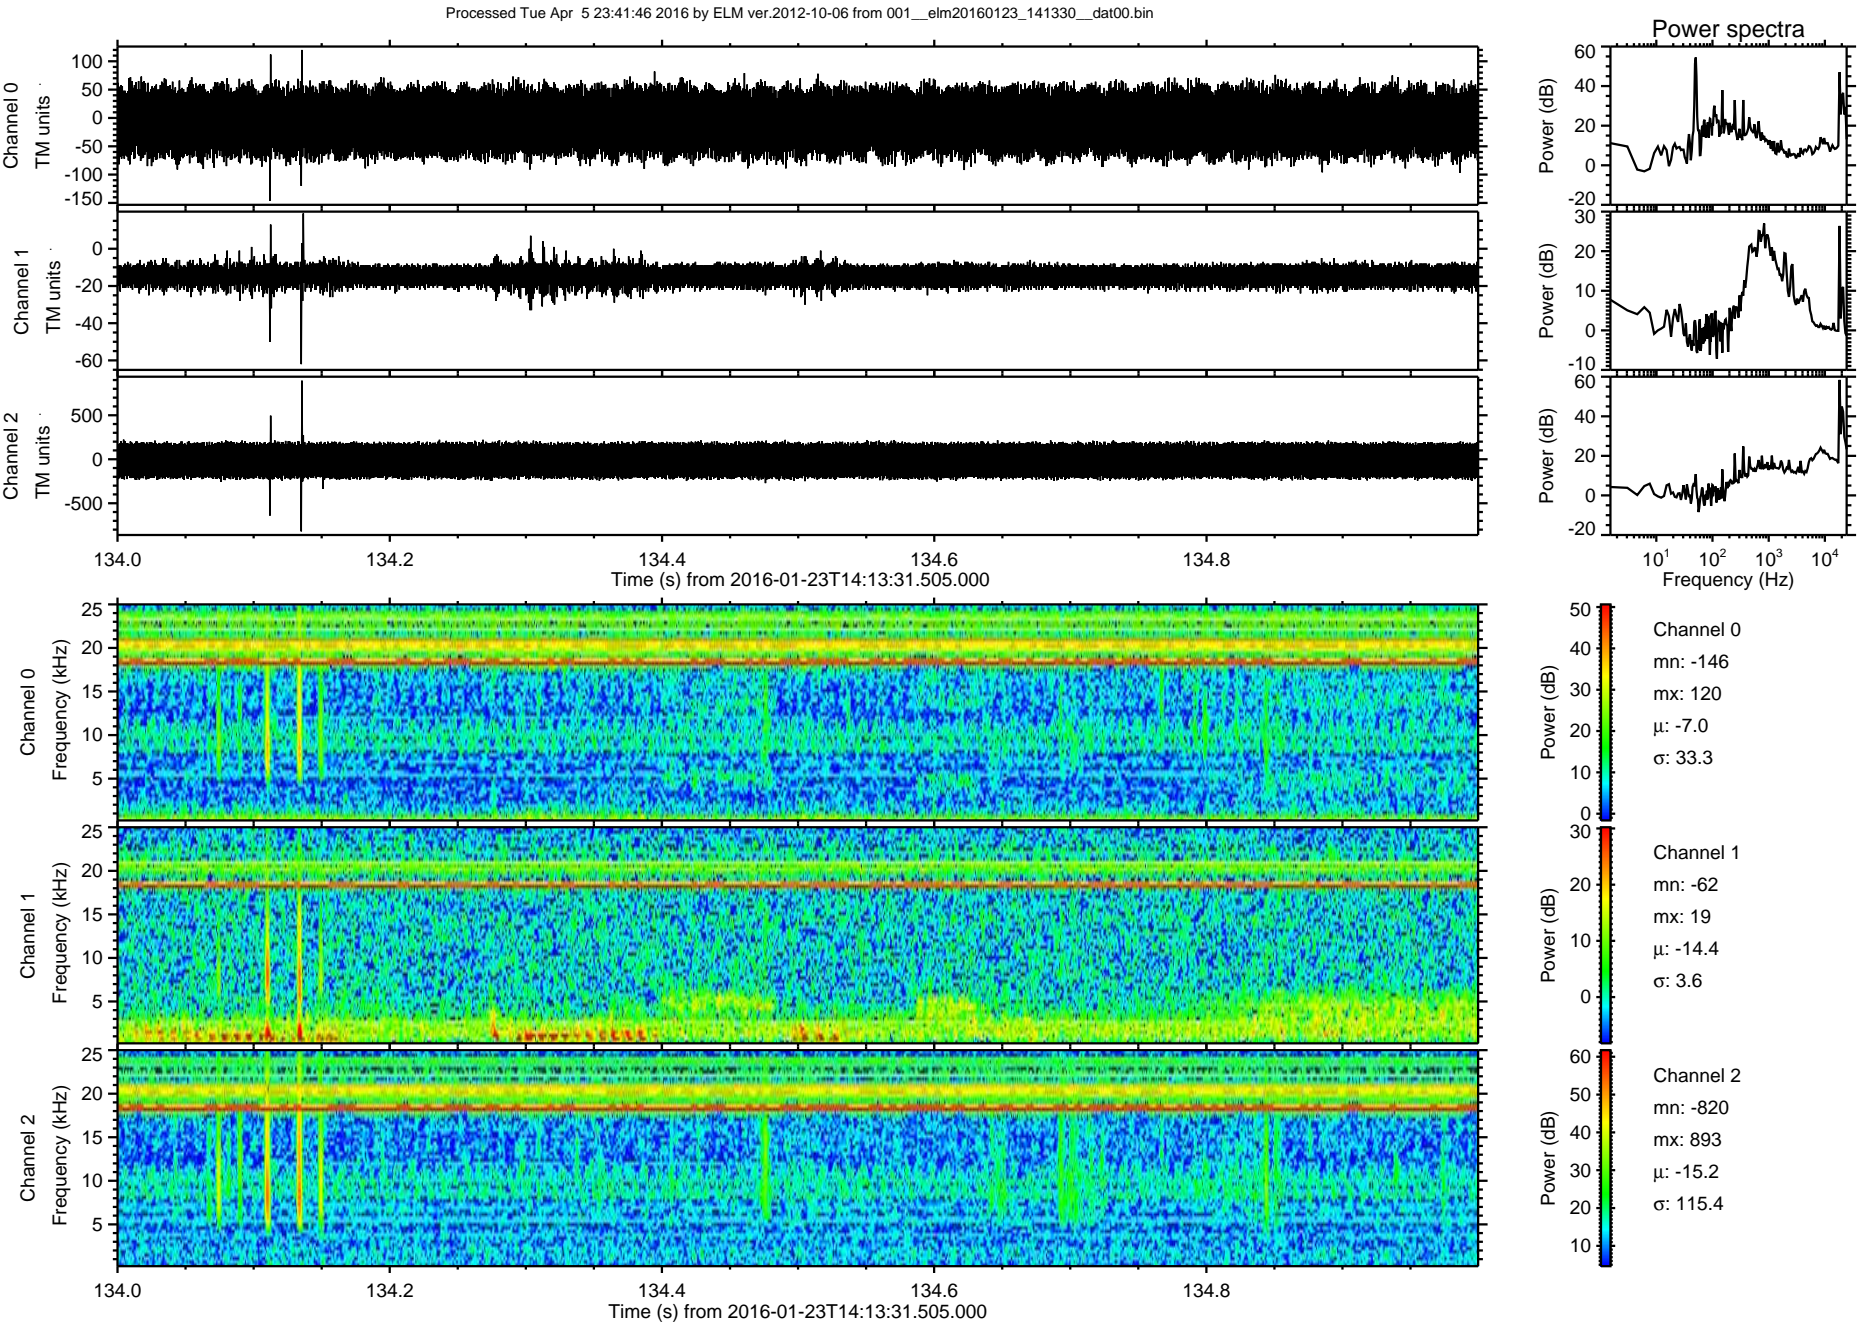 Processed Tue Apr  5 23:41:46 2016 by ELM ver.2012-10-06 from 001__elm20160123_141330__dat00.bin
Power spectra
Channel 0
TM units
100
50
0
-50
-100
-150
Power (dB)
60
40
20
0
-20
Channel 1
TM units
0
-20
-40
-60
Power (dB)
30
20
10
0
-10
Channel 2
TM units
500
0
-500
Power (dB)
60
40
20
0
-20
134.0 134.2 134.4 134.6 134.8
Time (s) from 2016-01-23T14:13:31.505.000
10^1 10^2 10^3 10^4
Frequency (Hz)
Channel 0
Frequency (kHz)
25
20
15
10
5
Power (dB)
50
40
30
20
10
0
Channel 0
mn: -146
mx: 120
μ: -7.0
σ: 33.3
Channel 1
Frequency (kHz)
25
20
15
10
5
Power (dB)
30
20
10
0
Channel 1
mn: -62
mx: 19
μ: -14.4
σ: 3.6
Channel 2
Frequency (kHz)
25
20
15
10
5
Power (dB)
60
50
40
30
20
10
Channel 2
mn: -820
mx: 893
μ: -15.2
σ: 115.4
134.0 134.2 134.4 134.6 134.8
Time (s) from 2016-01-23T14:13:31.505.000